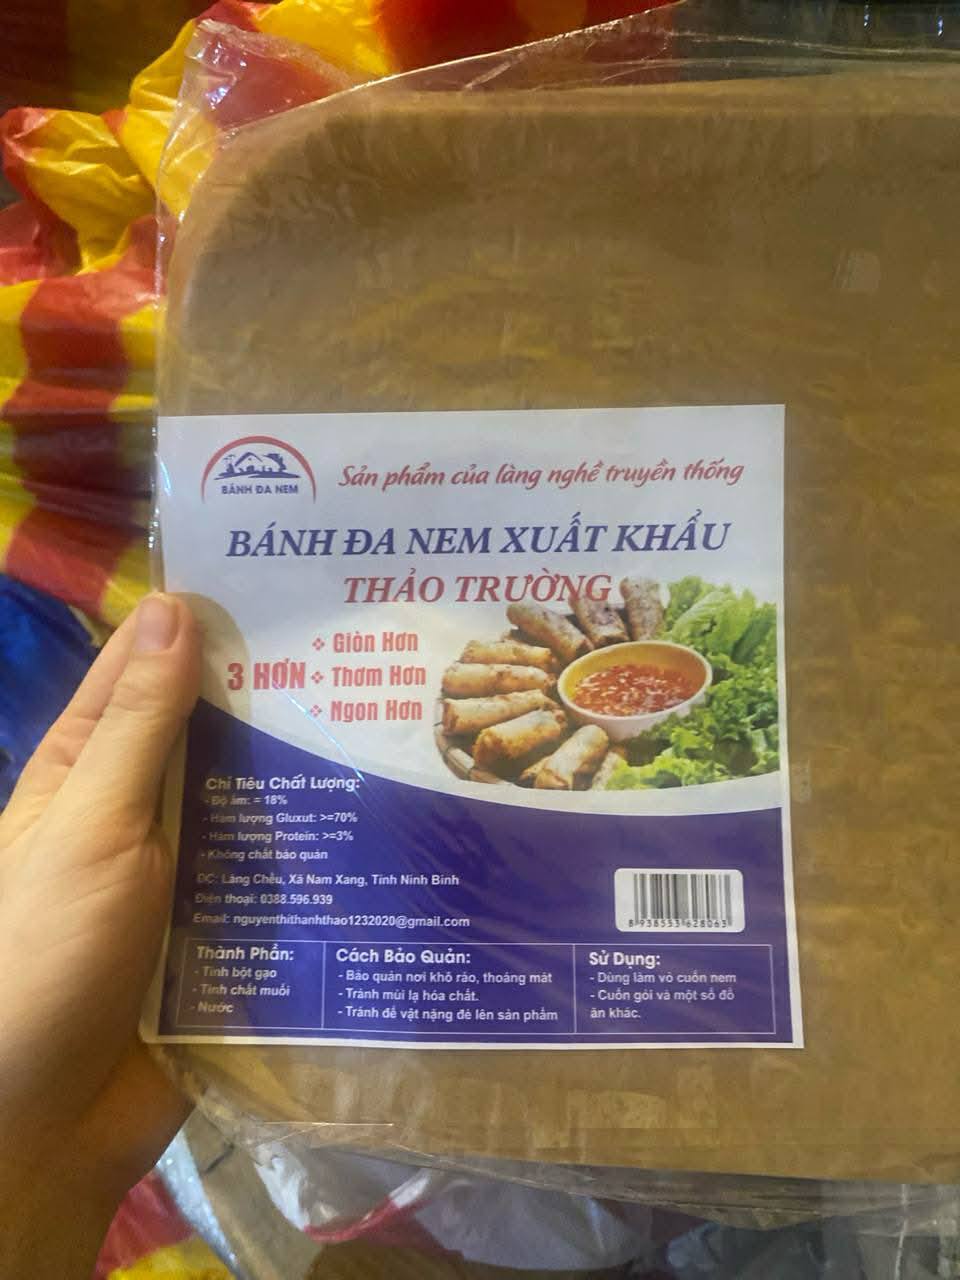 BÁNH ĐA NEM
Sản phẩm của làng nghề truyền thống
BÁNH ĐA NEM XUẤT KHẨU
THẢO TRƯỜNG
3 HƠN
❖ Giòn Hơn
❖ Thơm Hơn
❖ Ngon Hơn
Chỉ Tiêu Chất Lượng:
- Độ ẩm: = 18%
- Hàm lượng Gluxut: >=70%
- Hàm lượng Protein: >=3%
- Không chất bảo quản
ĐC: Làng Chều, Xã Nam Xang, Tỉnh Ninh Bình
Điện thoại: 0388.596.939
Email: nguyenthithanhthao1232020@gmail.com
8 938553 628063
Thành Phần:
- Tinh bột gạo
- Tinh chất muối
- Nước
Cách Bảo Quản:
- Bảo quản nơi khô ráo, thoáng mát
- Tránh mùi lạ hóa chất.
- Tránh để vật nặng đè lên sản phẩm
Sử Dụng:
- Dùng làm vỏ cuốn nem
- Cuốn gỏi và một số đồ
ăn khác.